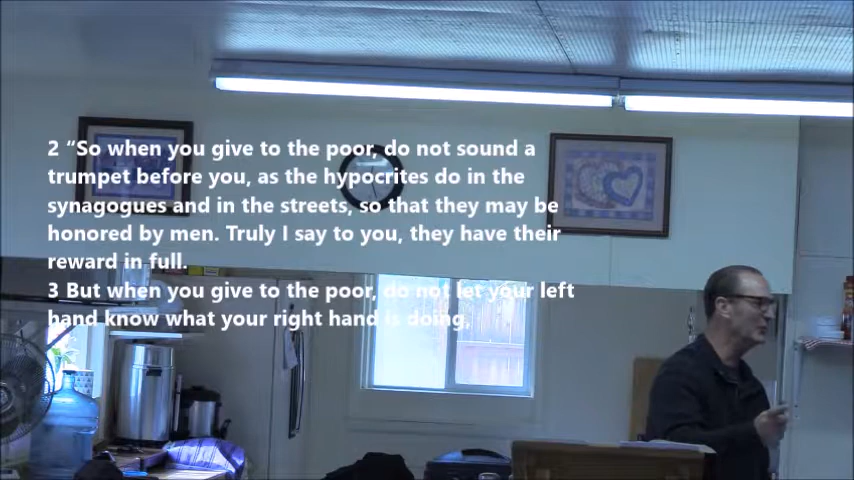 2 “So when you give to the poor, do not sound a
trumpet before you, as the hypocrites do in the
synagogues and in the streets, so that they may be
honored by men. Truly I say to you, they have their
reward in full.
3 But when you give to the poor, do not let your left
hand know what your right hand is doing,